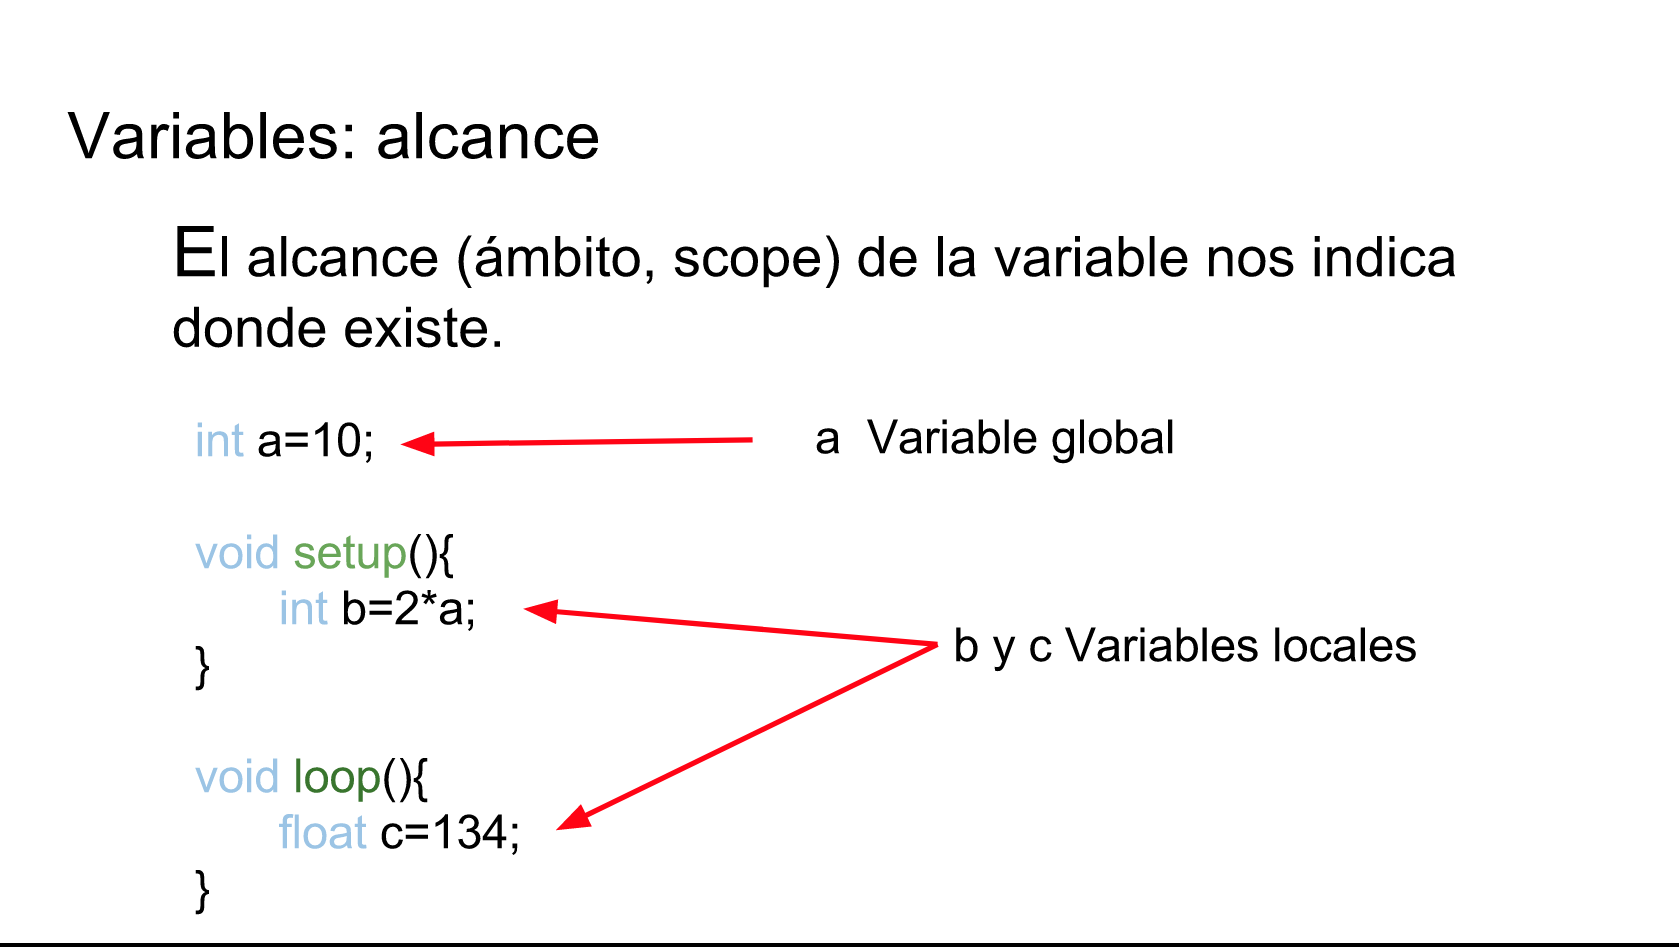 Variables: alcance
El alcance (ámbito, scope) de la variable nos indica
donde existe.
int a=10;
a  Variable global
void setup(){
int b=2*a;
}
b y c Variables locales
void loop(){
float c=134;
}